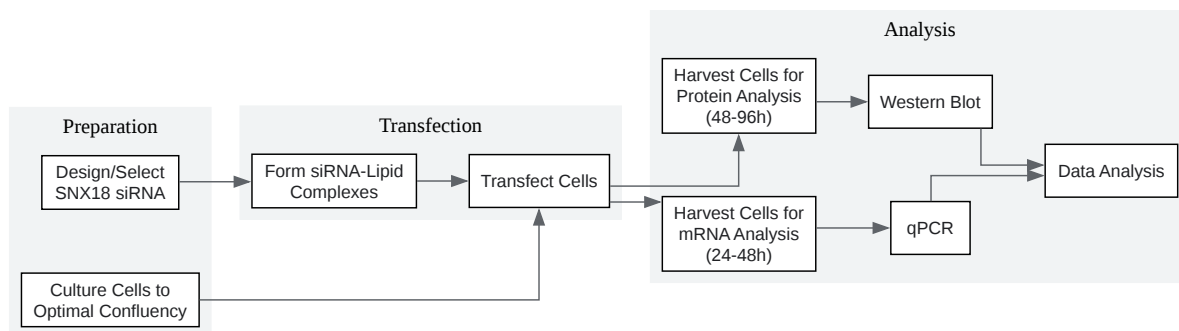 Preparation
Design/Select
SNX18 siRNA
Culture Cells to
Optimal Confluency
Transfection
Form siRNA-Lipid
Complexes
Transfect Cells
Analysis
Harvest Cells for
Protein Analysis
(48-96h)
Western Blot
Harvest Cells for
mRNA Analysis
(24-48h)
qPCR
Data Analysis